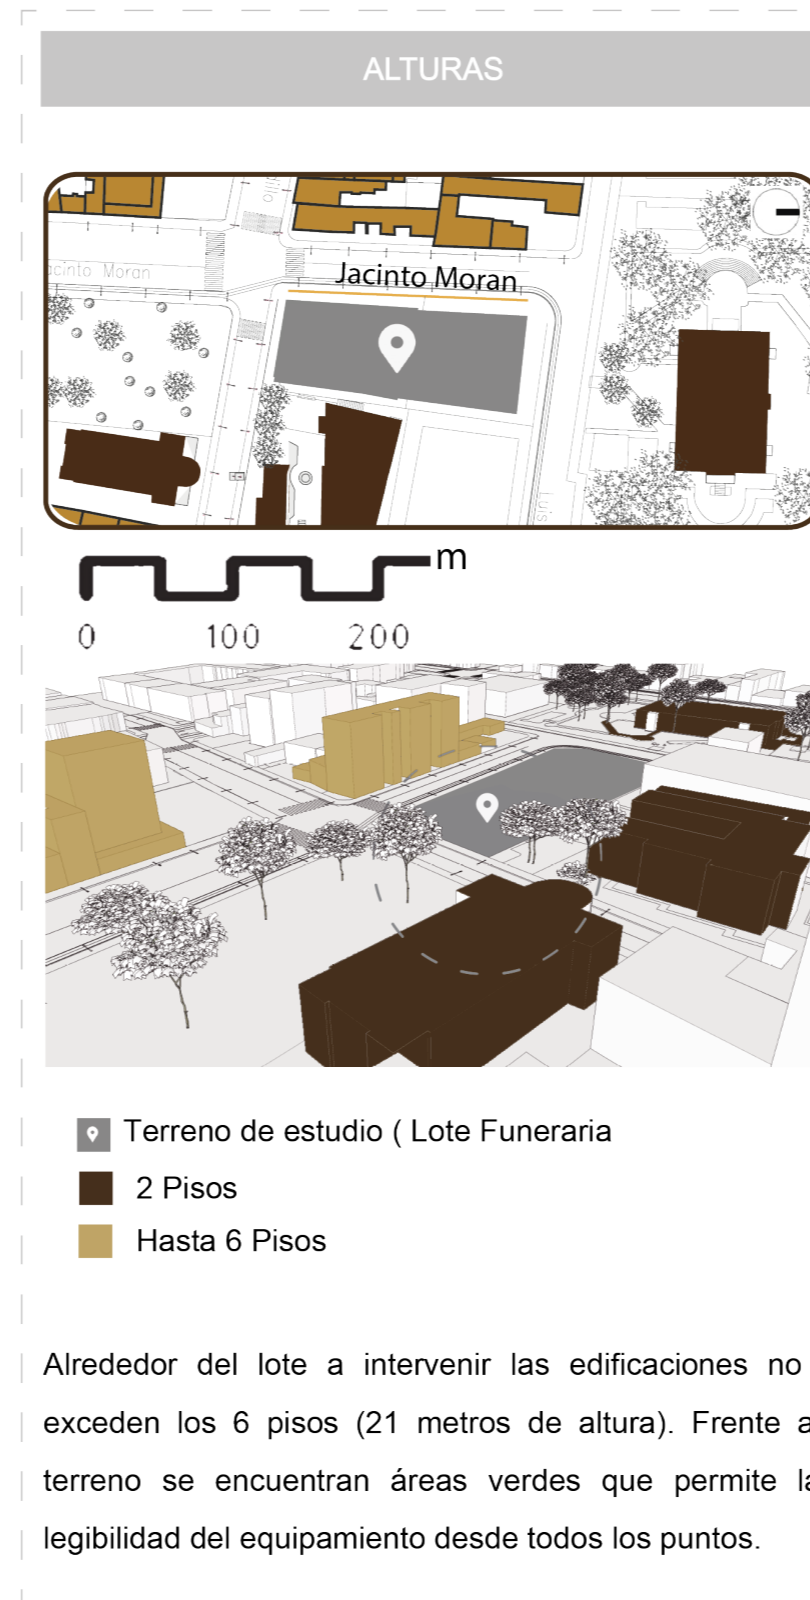 ALTURAS
acinto Moran
Jacinto Moran
luis
m
0 100 200
Terreno de estudio ( Lote Funeraria
2 Pisos
Hasta 6 Pisos
Alrededor del lote a intervenir las edificaciones no
exceden los 6 pisos (21 metros de altura). Frente a
terreno se encuentran áreas verdes que permite la
legibilidad del equipamiento desde todos los puntos.